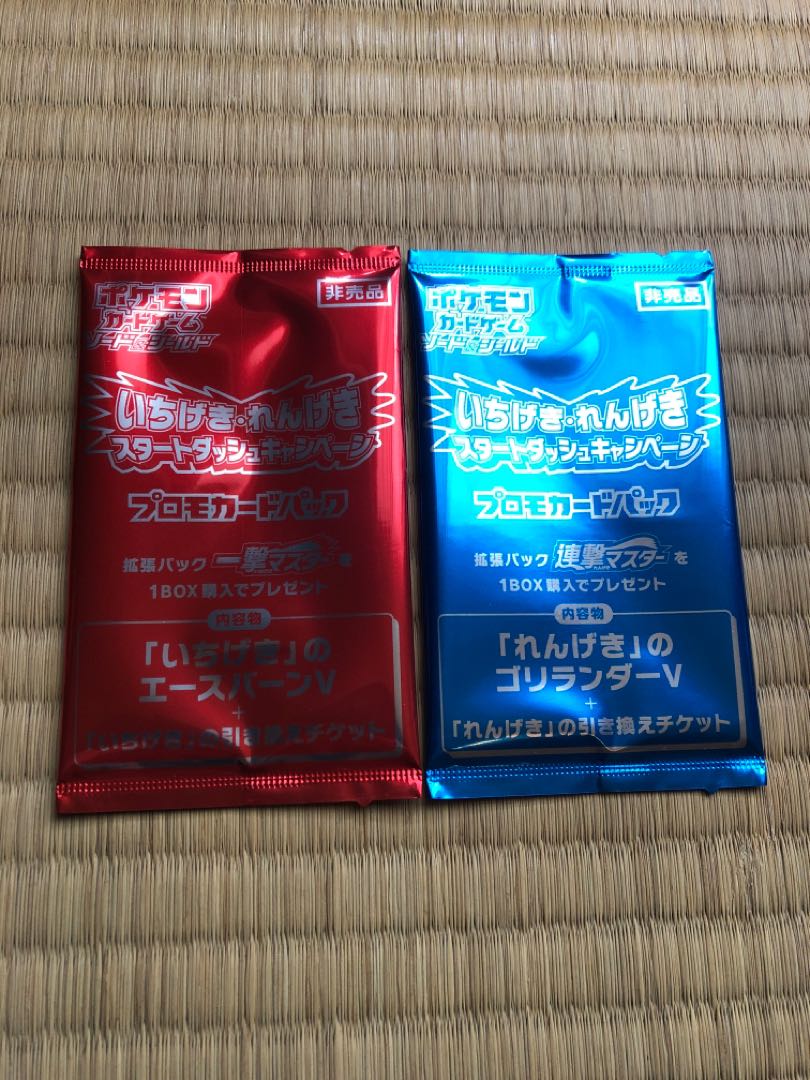 ポケモン
カードゲーム
ソード&シールド
非売品
いちげき・れんげき
スタートダッシュキャンペーン
プロモカードパック
拡張パック 一撃マスター を
1BOX購入でプレゼント
内容物
「いちげき」の
エースバーンV
+
「いちげき」の引き換えチケット
ポケモン
カードゲーム
ソード&シールド
非売品
いちげき・れんげき
スタートダッシュキャンペーン
プロモカードパック
拡張パック 連撃マスター を
1BOX購入でプレゼント
内容物
「れんげき」の
ゴリランダーV
+
「れんげき」の引き換えチケット